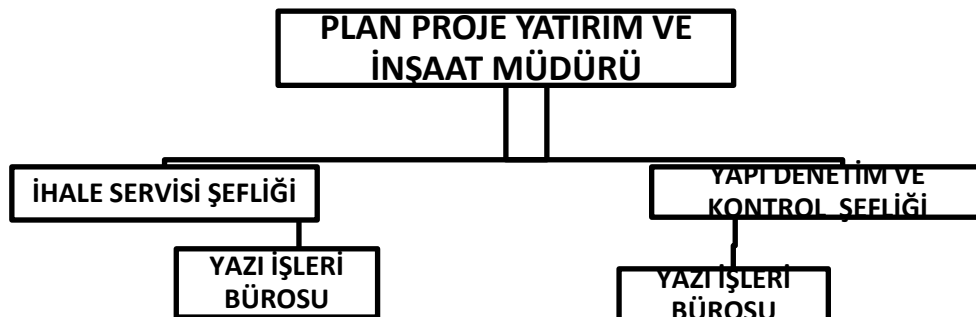 PLAN PROJE YATIRIM VE
İNŞAAT MÜDÜRÜ
İHALE SERVİSİ ŞEFLİĞİ
YAPI DENETİM VE
KONTROL ŞEFLİĞİ
YAZI İŞLERİ
BÜROSU
YAZI İŞLERİ
BÜROSU